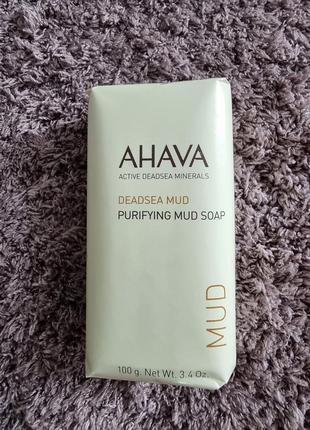 AHAVA
ACTIVE DEADSEA MINERALS
DEADSEA MUD
PURIFYING MUD SOAP
MUD
100 g. Net Wt. 3.4 Oz.